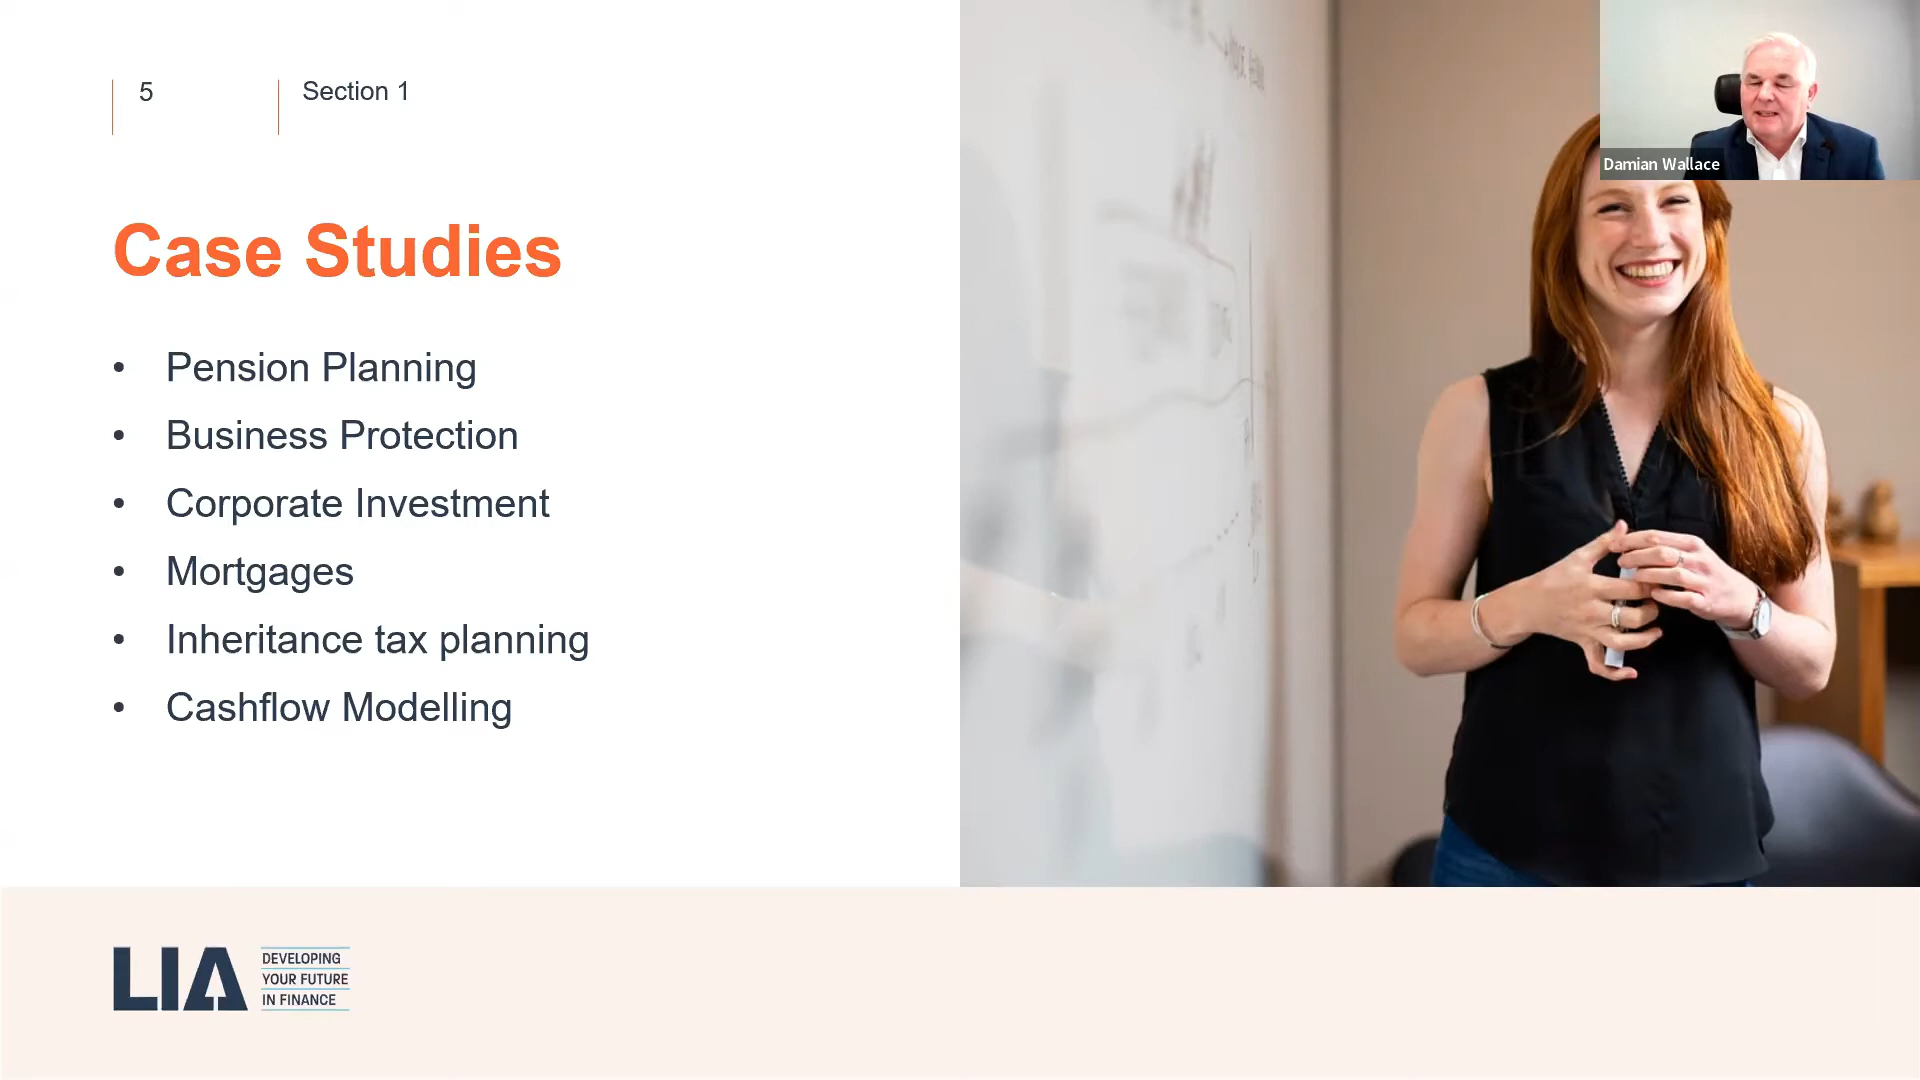 5
Section 1
Damian Wallace
Case Studies
• Pension Planning
• Business Protection
• Corporate Investment
• Mortgages
• Inheritance tax planning
• Cashflow Modelling
LIA
DEVELOPING
YOUR FUTURE
IN FINANCE